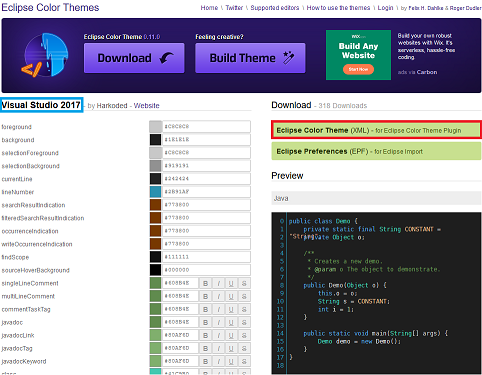 Eclipse Color Themes
Home \ Twitter \ Supported editors \ How to use the themes \ Login \ by Felix H. Dahlke & Roger Dudler
Eclipse Color Theme 0.11.0
Download
Feeling creative?
Build Theme
WIX.com
Build Any
Website
Start Now
Build your own robust
websites with Wix. It's
serverless, hassle-free
coding.
ads via Carbon
Visual Studio 2017 - by Harkoded - Website
foreground #C8C8C8
background #1E1E1E
selectionForeground #C8C8C8
selectionBackground #919191
currentLine #242424
lineNumber #2B91AF
searchResultIndication #773800
filteredSearchResultIndication #773800
occurrenceIndication #773800
writeOccurrenceIndication #773800
findScope #111111
sourceHoverBackground #000000
singleLineComment #608B4E B I U S
multiLineComment #608B4E B I U S
commentTaskTag #608B4E B I U S
javadoc #608B4E B I U S
javadocLink #80AF6D B I U S
javadocTag #80AF6D B I U S
javadocKeyword #80AF6D B I U S
class B I U S
Download - 318 Downloads
Eclipse Color Theme (XML) - for Eclipse Color Theme Plugin
Eclipse Preferences (EPF) - for Eclipse Import
Preview
Java
0 public class Demo {
1 private static final String CONSTANT =
2 private Object o;
3
4 /**
5 * Creates a new demo.
6 * @param o The object to demonstrate.
7 */
8 public Demo(Object o) {
9 this.o = o;
10 String s = CONSTANT;
11 int i = 1;
12 }
13
14 public static void main(String[] args) {
15 Demo demo = new Demo();
16 }
17 }
18